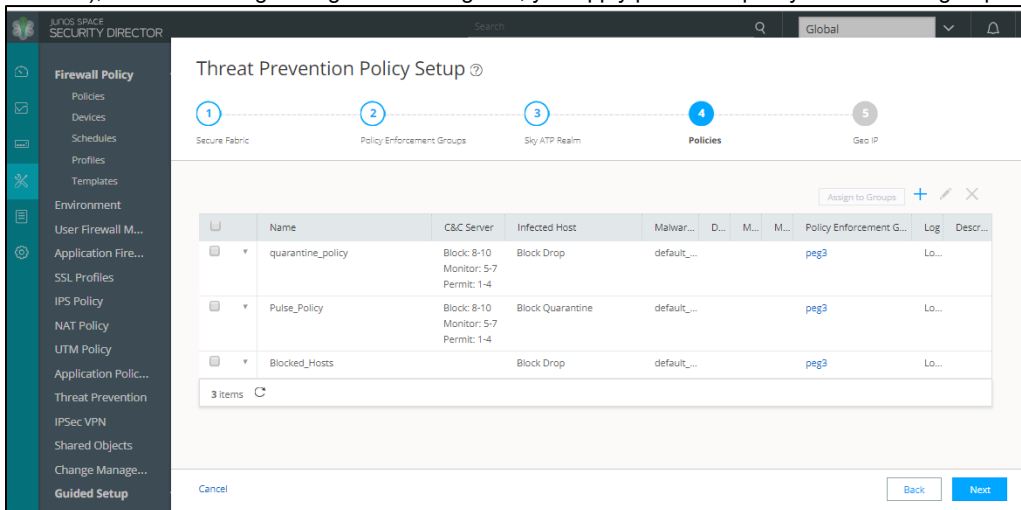 JUNOS SPACE
SECURITY DIRECTOR
Search
Global
Firewall Policy
Policies
Devices
Schedules
Profiles
Templates
Environment
User Firewall M...
Application Fire...
SSL Profiles
IPS Policy
NAT Policy
UTM Policy
Application Polic...
Threat Prevention
IPSec VPN
Shared Objects
Change Manage...
Guided Setup
Threat Prevention Policy Setup ?
1 2 3 4 5
Secure Fabric Policy Enforcement Groups Sky ATP Realm Policies Geo IP
Assign to Groups
Name C&C Server Infected Host Malwar... D... M... M... Policy Enforcement G... Log Descr...
quarantine_policy Block: 8-10 Block Drop default_... peg3 Lo...
Monitor: 5-7
Permit: 1-4
Pulse_Policy Block: 8-10 Block Quarantine default_... peg3 Lo...
Monitor: 5-7
Permit: 1-4
Blocked_Hosts Block Drop default_... peg3 Lo...
3 items
Cancel Back Next